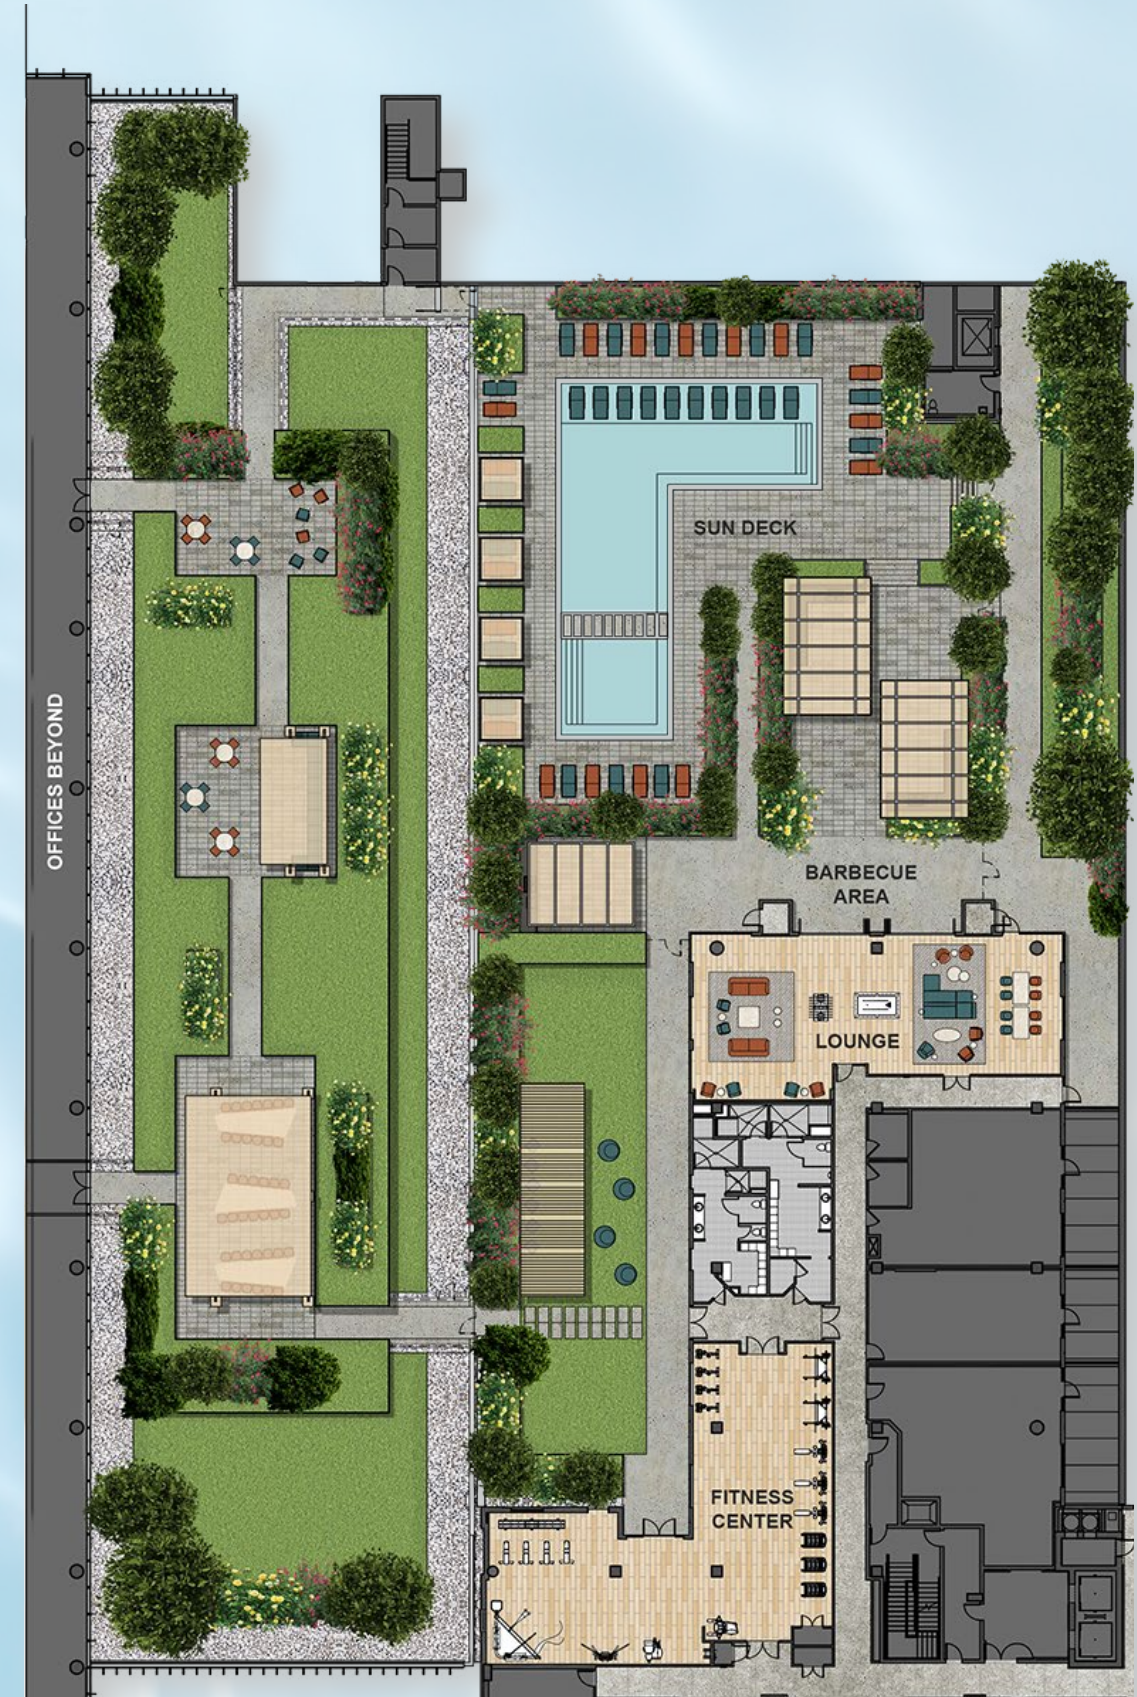 SUN DECK
OFFICES BEYOND
BARBECUE
AREA
LOUNGE
FITNESS
CENTER